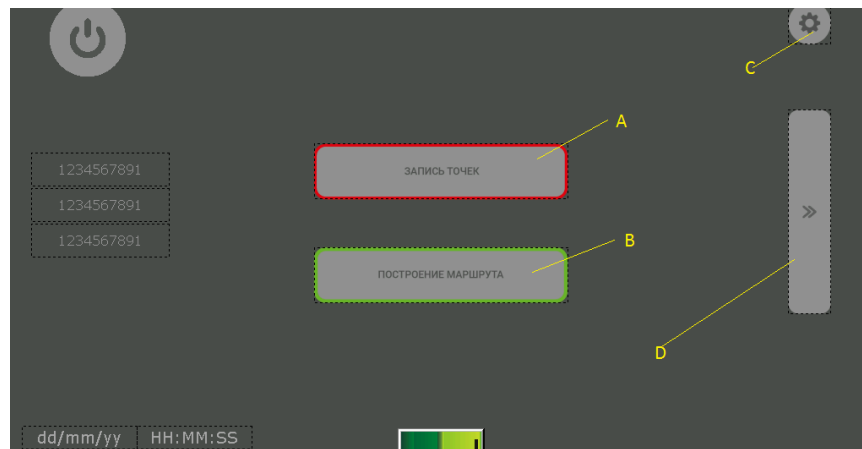 C
A
1234567891
ЗАПИСЬ ТОЧЕК
1234567891
1234567891
B
ПОСТРОЕНИЕ МАРШРУТА
D
dd/mm/yy HH:MM:SS